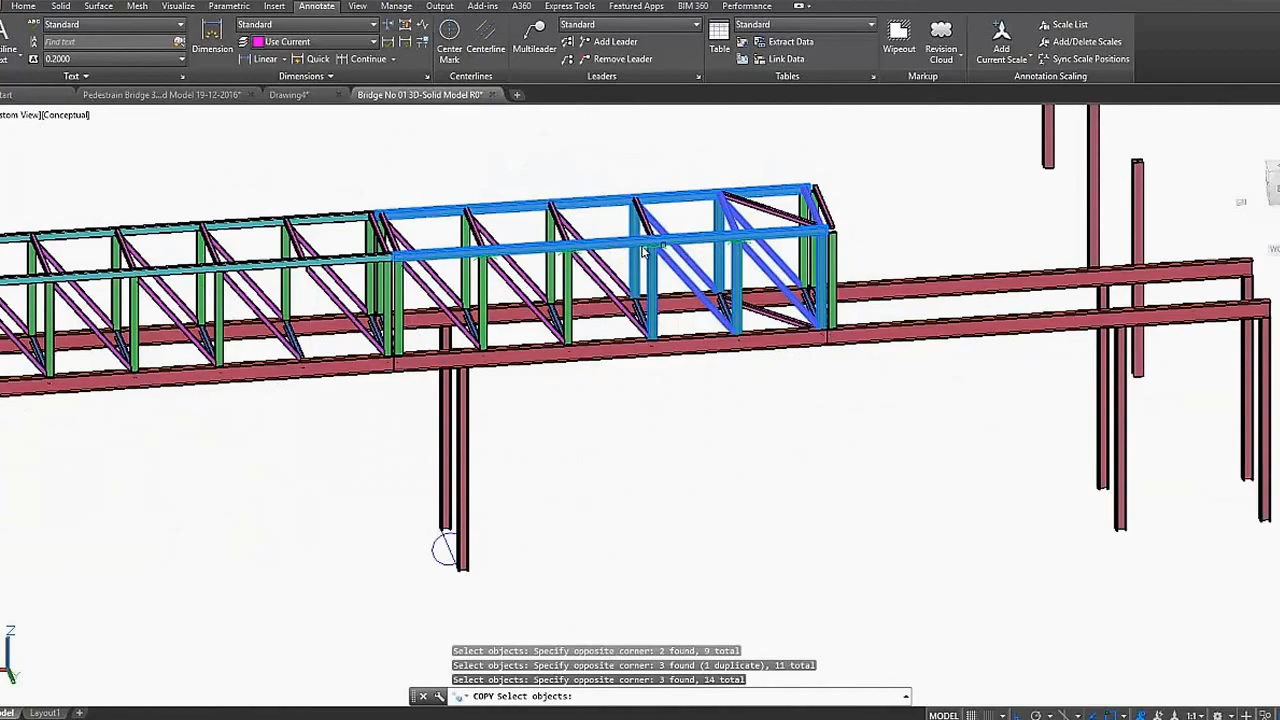 Home Solid Surface Mesh Visualize Parametric Insert Annotate View Manage Output Add-ins A360 Express Tools Featured Apps BIM 360 Performance
Standard Standard Standard Standard Scale List
Find text Use Current Dimension Center Mark Centerline Multileader Add Leader Table Extract Data Wipeout Revision Cloud Add Current Scale Add/Delete Scales
0.2000 Linear Quick Continue Remove Leader Link Data Sync Scale Positions
Text Dimensions Centerlines Leaders Tables Markup Annotation Scaling
Pedestrain Bridge 3...d Model 19-12-2016* Drawing4* Bridge No 01 3D-Solid Model R0*
[Conceptual]
Z
Select objects: Specify opposite corner: 2 found, 9 total
Select objects: Specify opposite corner: 3 found (1 duplicate), 11 total
Select objects: Specify opposite corner: 3 found, 14 total
COPY Select objects:
Layout1 MODEL 1:1